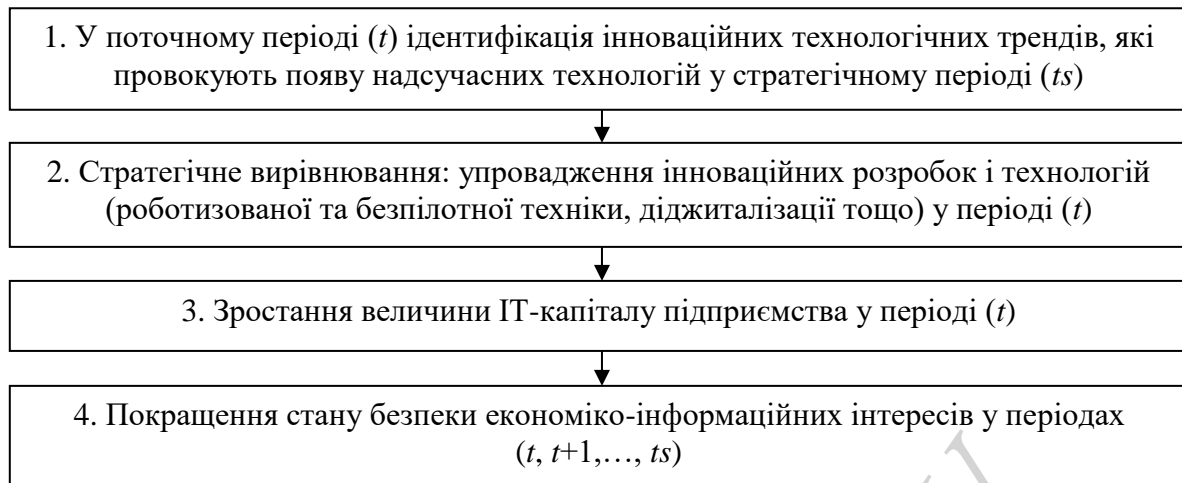 1. У поточному періоді (t) ідентифікація інноваційних технологічних трендів, які
провокують появу надсучасних технологій у стратегічному періоді (ts)
2. Стратегічне вирівнювання: упровадження інноваційних розробок і технологій
(роботизованої та безпілотної техніки, діджиталізації тощо) у періоді (t)
3. Зростання величини ІТ-капіталу підприємства у періоді (t)
4. Покращення стану безпеки економіко-інформаційних інтересів у періодах
(t, t+1,…, ts)